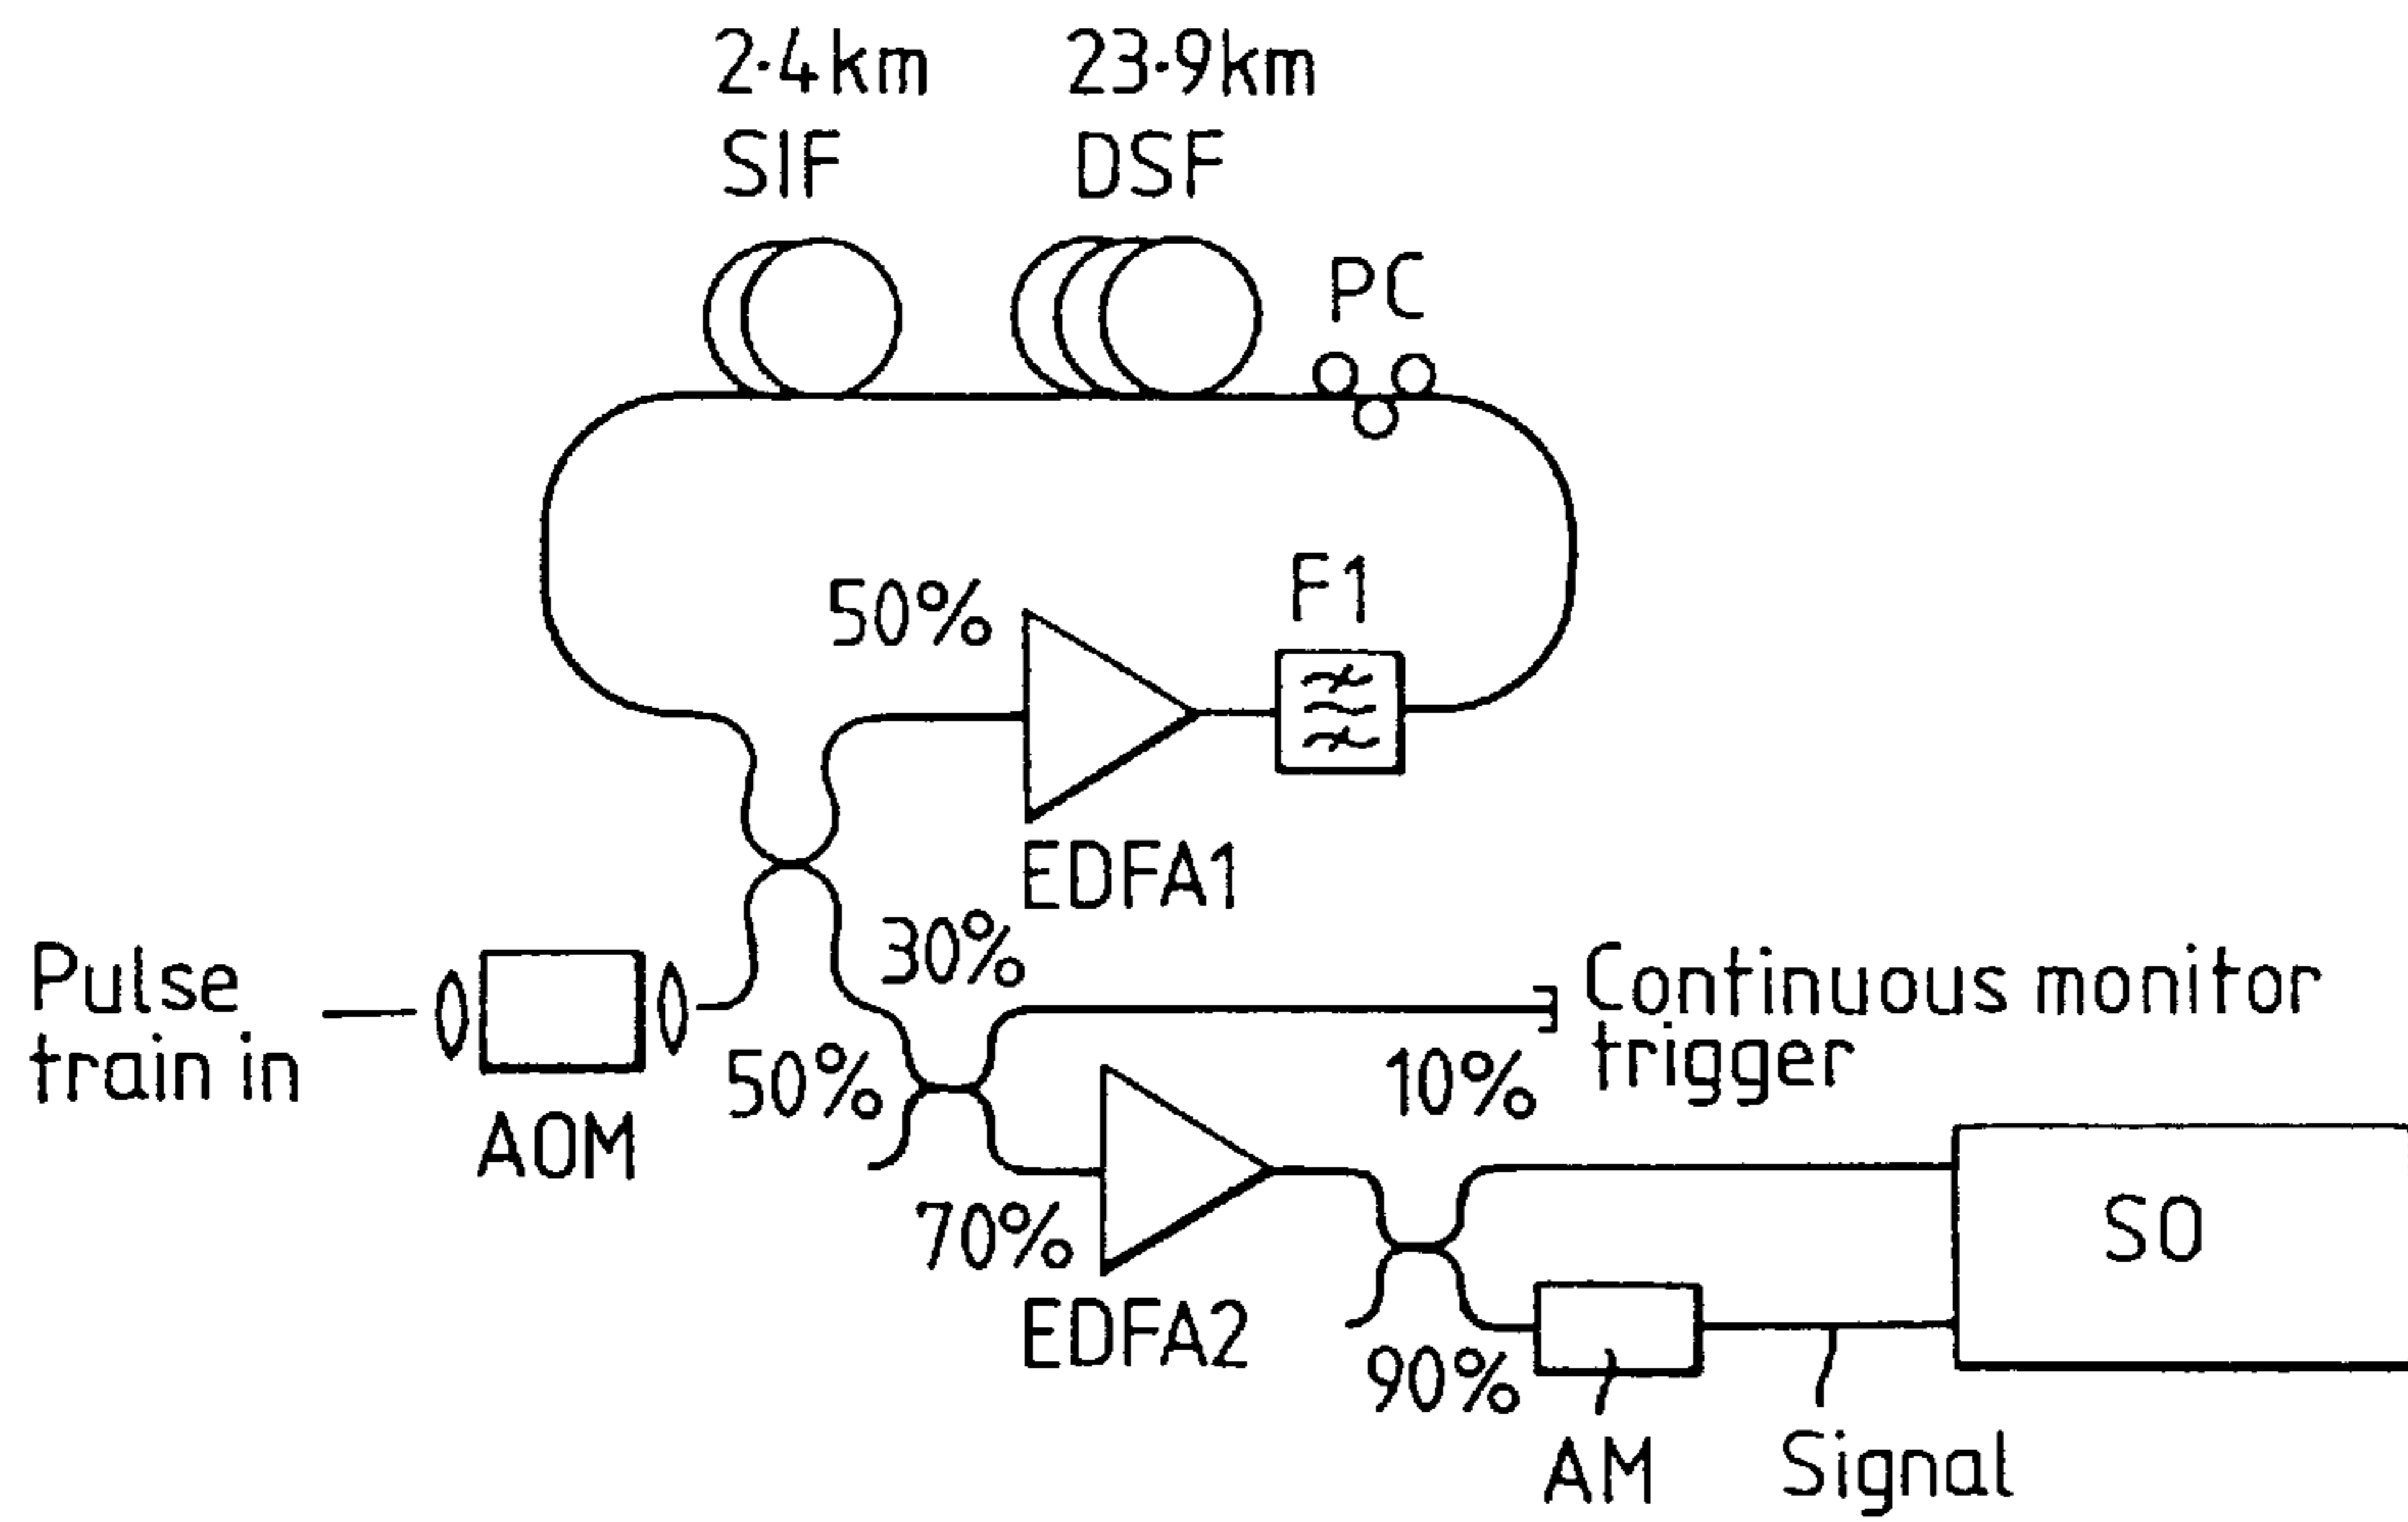 2·4km
SIF
23·9km
DSF
PC
50%
F1
EDFA1
30%
Pulse
train in
AOM
50%
Continuous monitor
trigger
10%
70%
EDFA2
SO
90%
AM
Signal